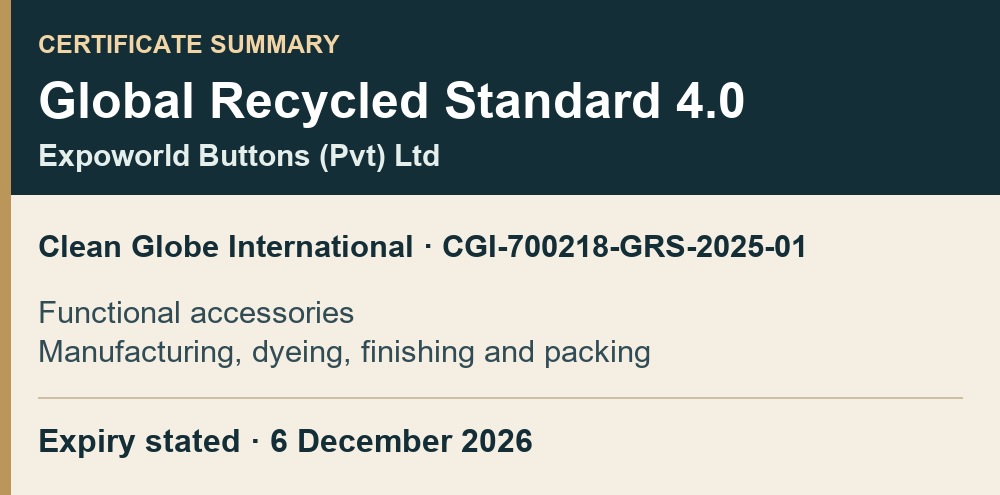 CERTIFICATE SUMMARY
Global Recycled Standard 4.0
Expoworld Buttons (Pvt) Ltd
Clean Globe International · CGI-700218-GRS-2025-01
Functional accessories
Manufacturing, dyeing, finishing and packing
Expiry stated · 6 December 2026